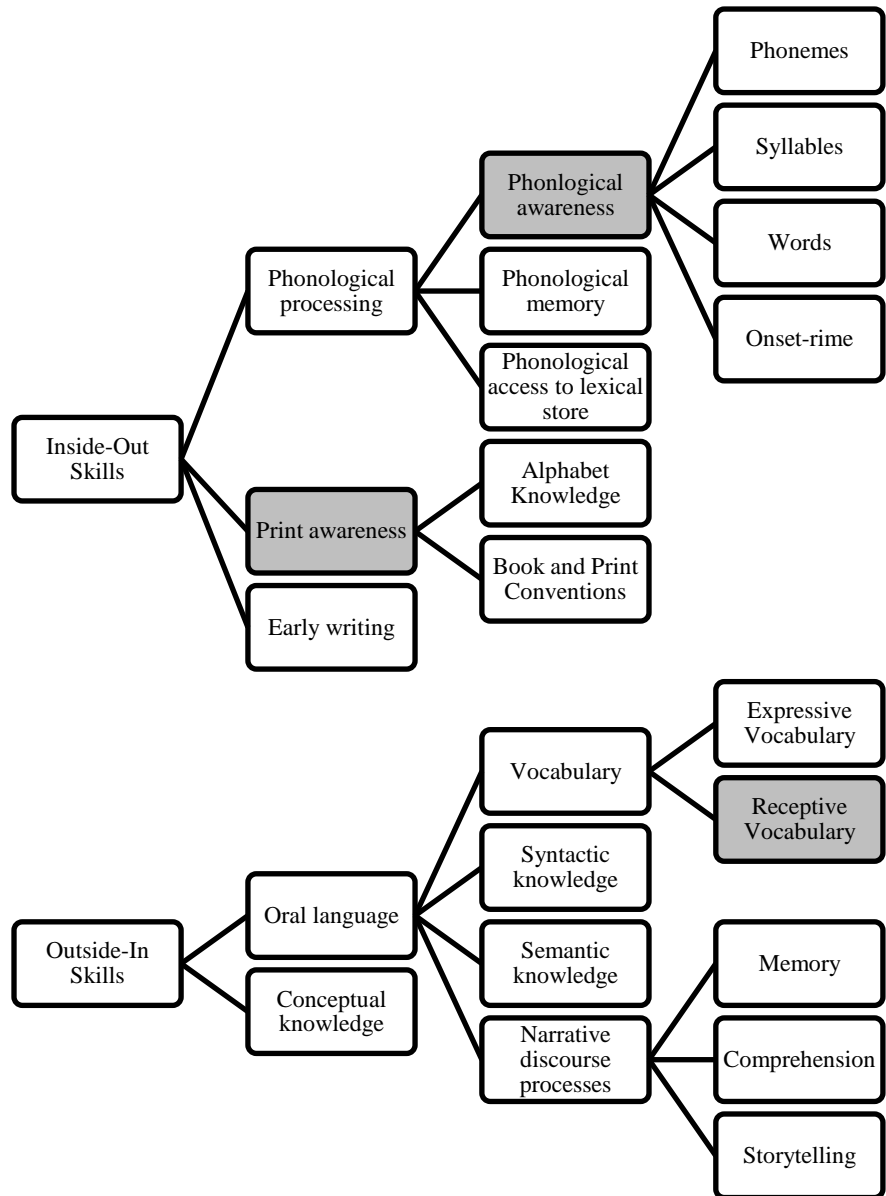 Phonemes
Syllables
Phonlogical
awareness
Words
Phonological
processing
Phonological
memory
Onset-rime
Phonological
access to lexical
store
Inside-Out
Skills
Alphabet
Knowledge
Print awareness
Book and Print
Conventions
Early writing
Expressive
Vocabulary
Vocabulary
Receptive
Vocabulary
Syntactic
knowledge
Oral language
Outside-In
Skills
Semantic
knowledge
Memory
Conceptual
knowledge
Narrative
discourse
processes
Comprehension
Storytelling